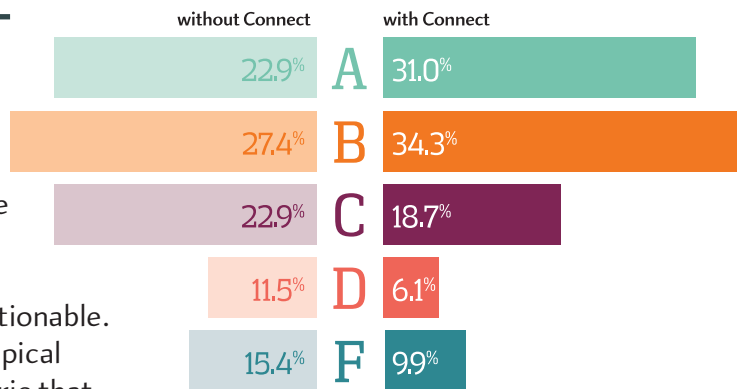 without Connect with Connect
22.9% A 31.0%
27.4% B 34.3%
22.9% C 18.7%
11.5% D 6.1%
tionable.
pical
15.4% F 9.9%
that